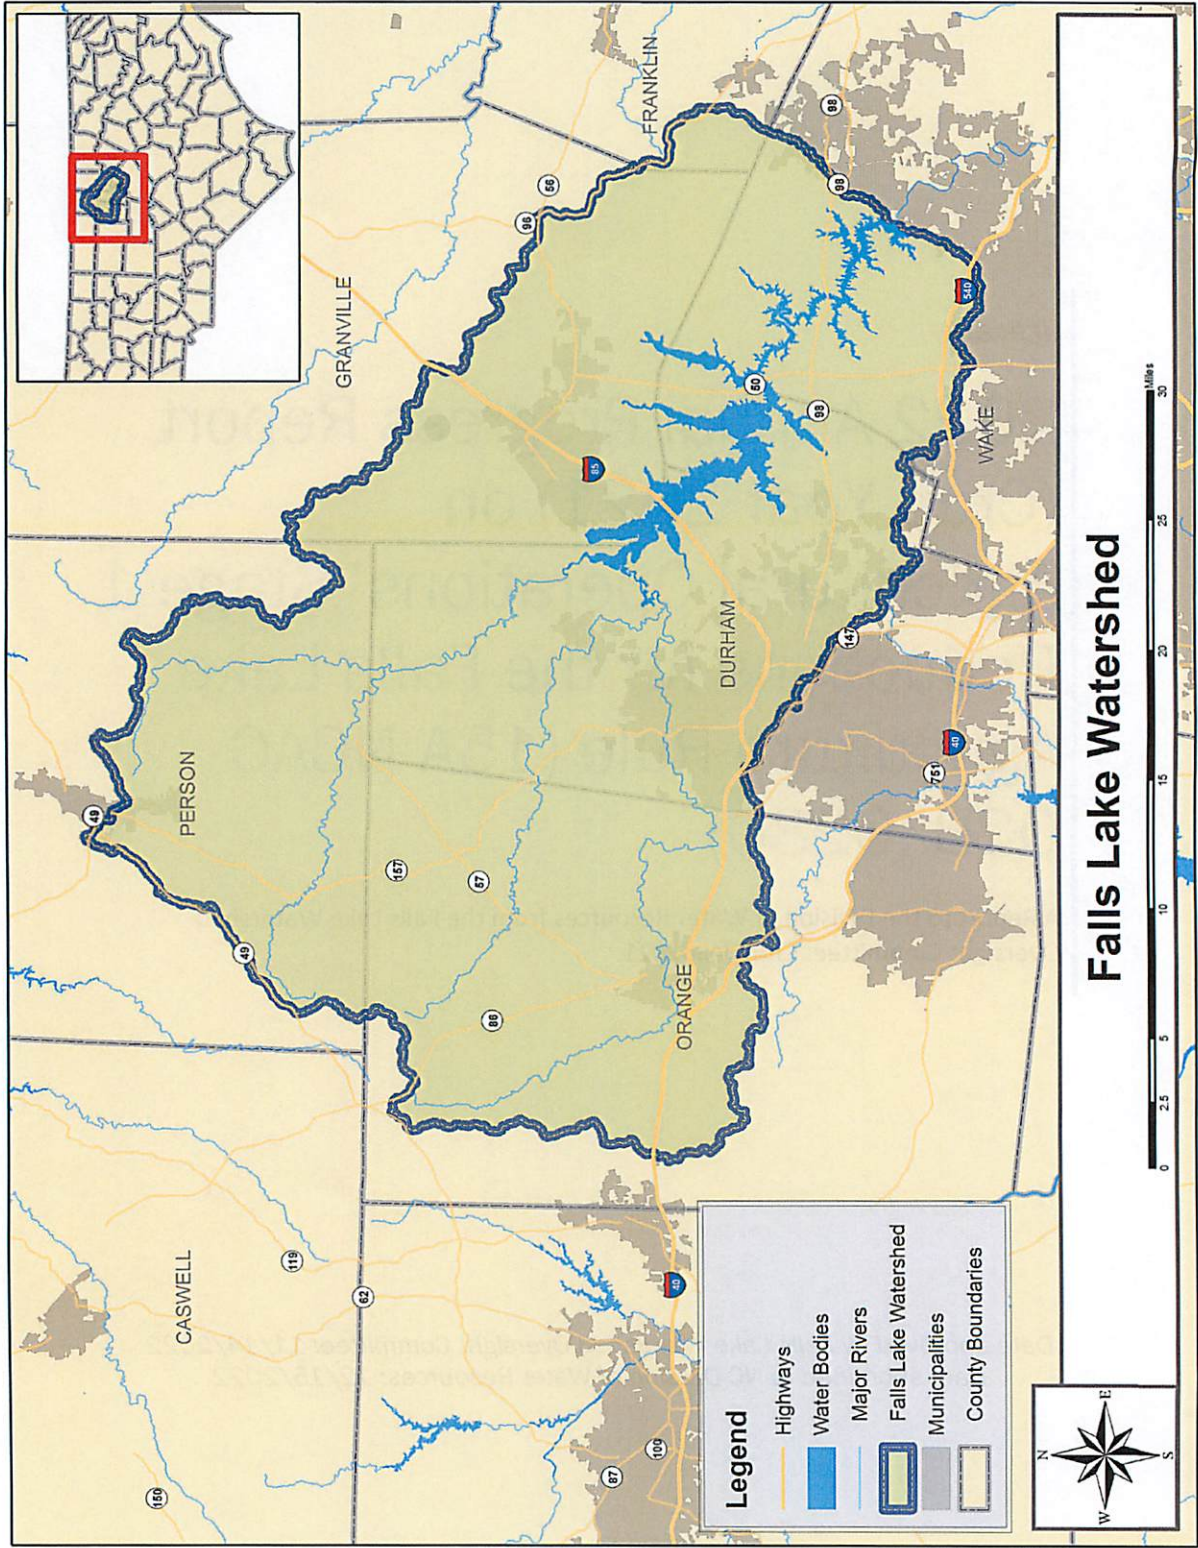 GRANVILLE
FRANKLIN
PERSON
CASWELL
DURHAM
ORANGE
WAKE
49
49
157
57
86
119
62
150
87
100
40
96
56
85
50
98
98
98
540
147
751
40
Legend
Highways
Water Bodies
Major Rivers
Falls Lake Watershed
Municipalities
County Boundaries
N
W
E
S
Falls Lake Watershed
0 2.5 5 10 15 20 25 30
Miles